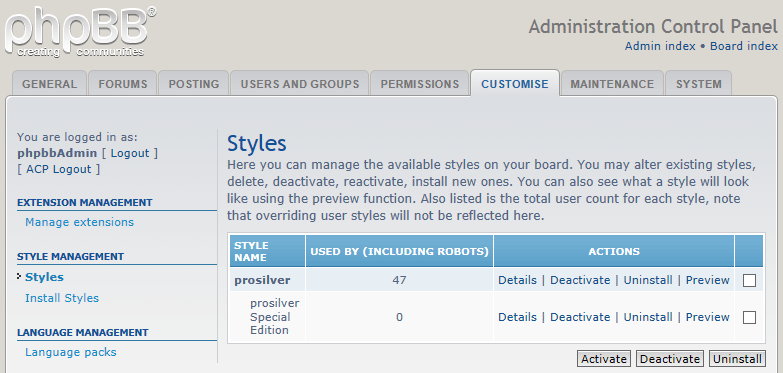 phpBB®
creating communities
Administration Control Panel
Admin index • Board index
GENERAL
FORUMS
POSTING
USERS AND GROUPS
PERMISSIONS
CUSTOMISE
MAINTENANCE
SYSTEM
You are logged in as:
phpbbAdmin [ Logout ]
[ ACP Logout ]
EXTENSION MANAGEMENT
Manage extensions
STYLE MANAGEMENT
Styles
Install Styles
LANGUAGE MANAGEMENT
Language packs
Styles
Here you can manage the available styles on your board. You may alter existing styles,
delete, deactivate, reactivate, install new ones. You can also see what a style will look
like using the preview function. Also listed is the total user count for each style, note
that overriding user styles will not be reflected here.
STYLE
NAME
USED BY (INCLUDING ROBOTS)
ACTIONS
prosilver
47
Details | Deactivate | Uninstall | Preview
prosilver
Special
Edition
0
Details | Deactivate | Uninstall | Preview
Activate
Deactivate
Uninstall